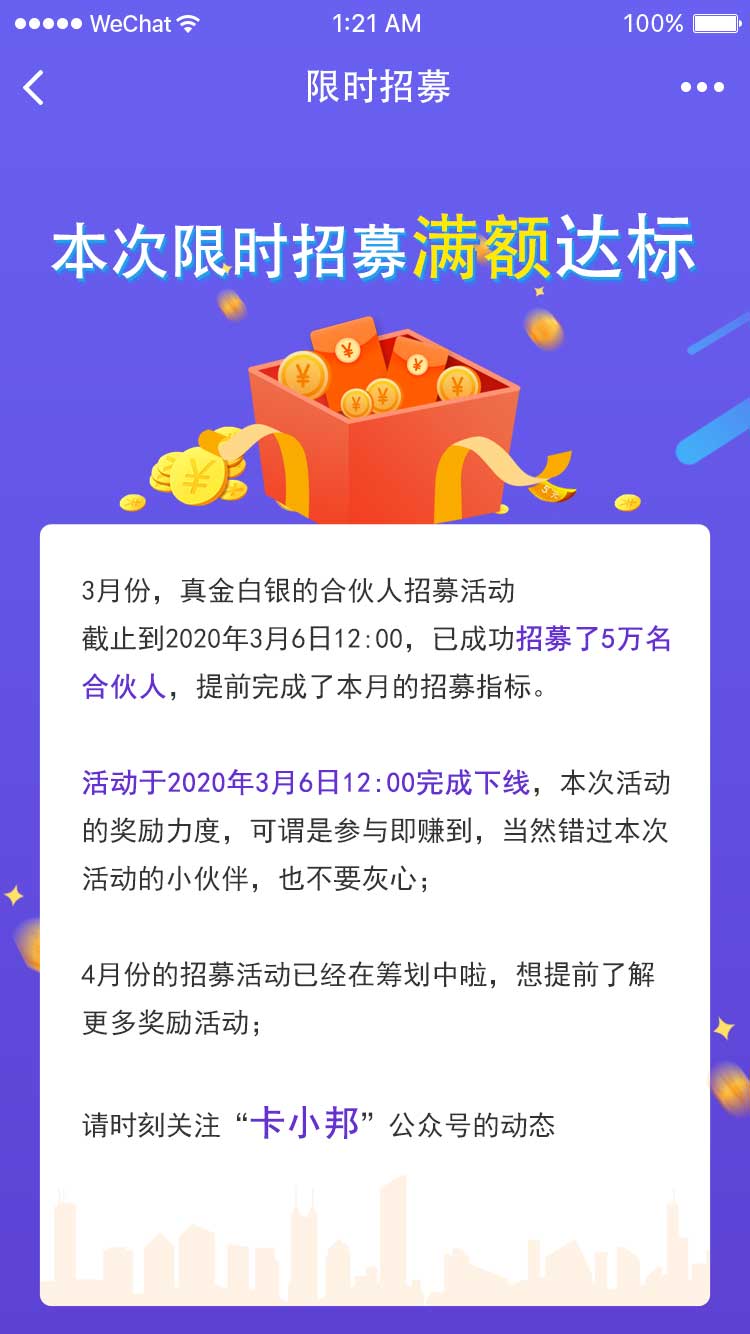 WeChat 1:21 AM 100%
限时招募
本次限时招募满额达标
¥ ¥ ¥ ¥ ¥ ¥
¥
5元
3月份，真金白银的合伙人招募活动
截止到2020年3月6日12:00，已成功招募了5万名
合伙人，提前完成了本月的招募指标。
活动于2020年3月6日12:00完成下线，本次活动
的奖励力度，可谓是参与即赚到，当然错过本次
活动的小伙伴，也不要灰心；
4月份的招募活动已经在筹划中啦，想提前了解
更多奖励活动；
请时刻关注“卡小邦”公众号的动态